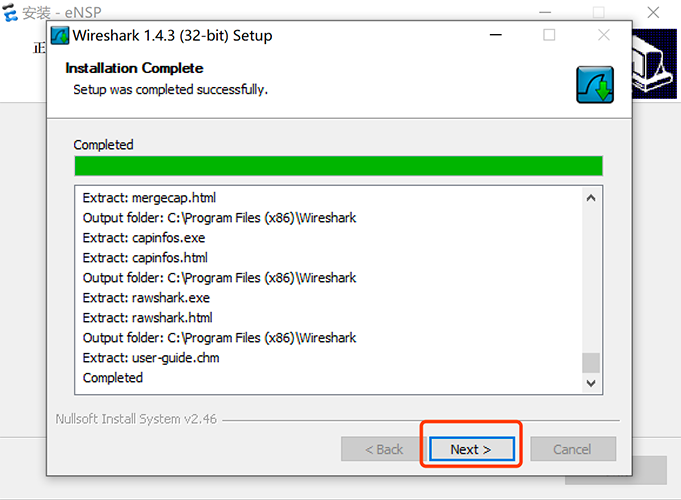 安装 - eNSP
Wireshark 1.4.3 (32-bit) Setup
Installation Complete
Setup was completed successfully.
Completed
Extract: mergecap.html
Output folder: C:\Program Files (x86)\Wireshark
Extract: capinfos.exe
Extract: capinfos.html
Output folder: C:\Program Files (x86)\Wireshark
Extract: rawshark.exe
Extract: rawshark.html
Output folder: C:\Program Files (x86)\Wireshark
Extract: user-guide.chm
Completed
Nullsoft Install System v2.46
< Back Next > Cancel